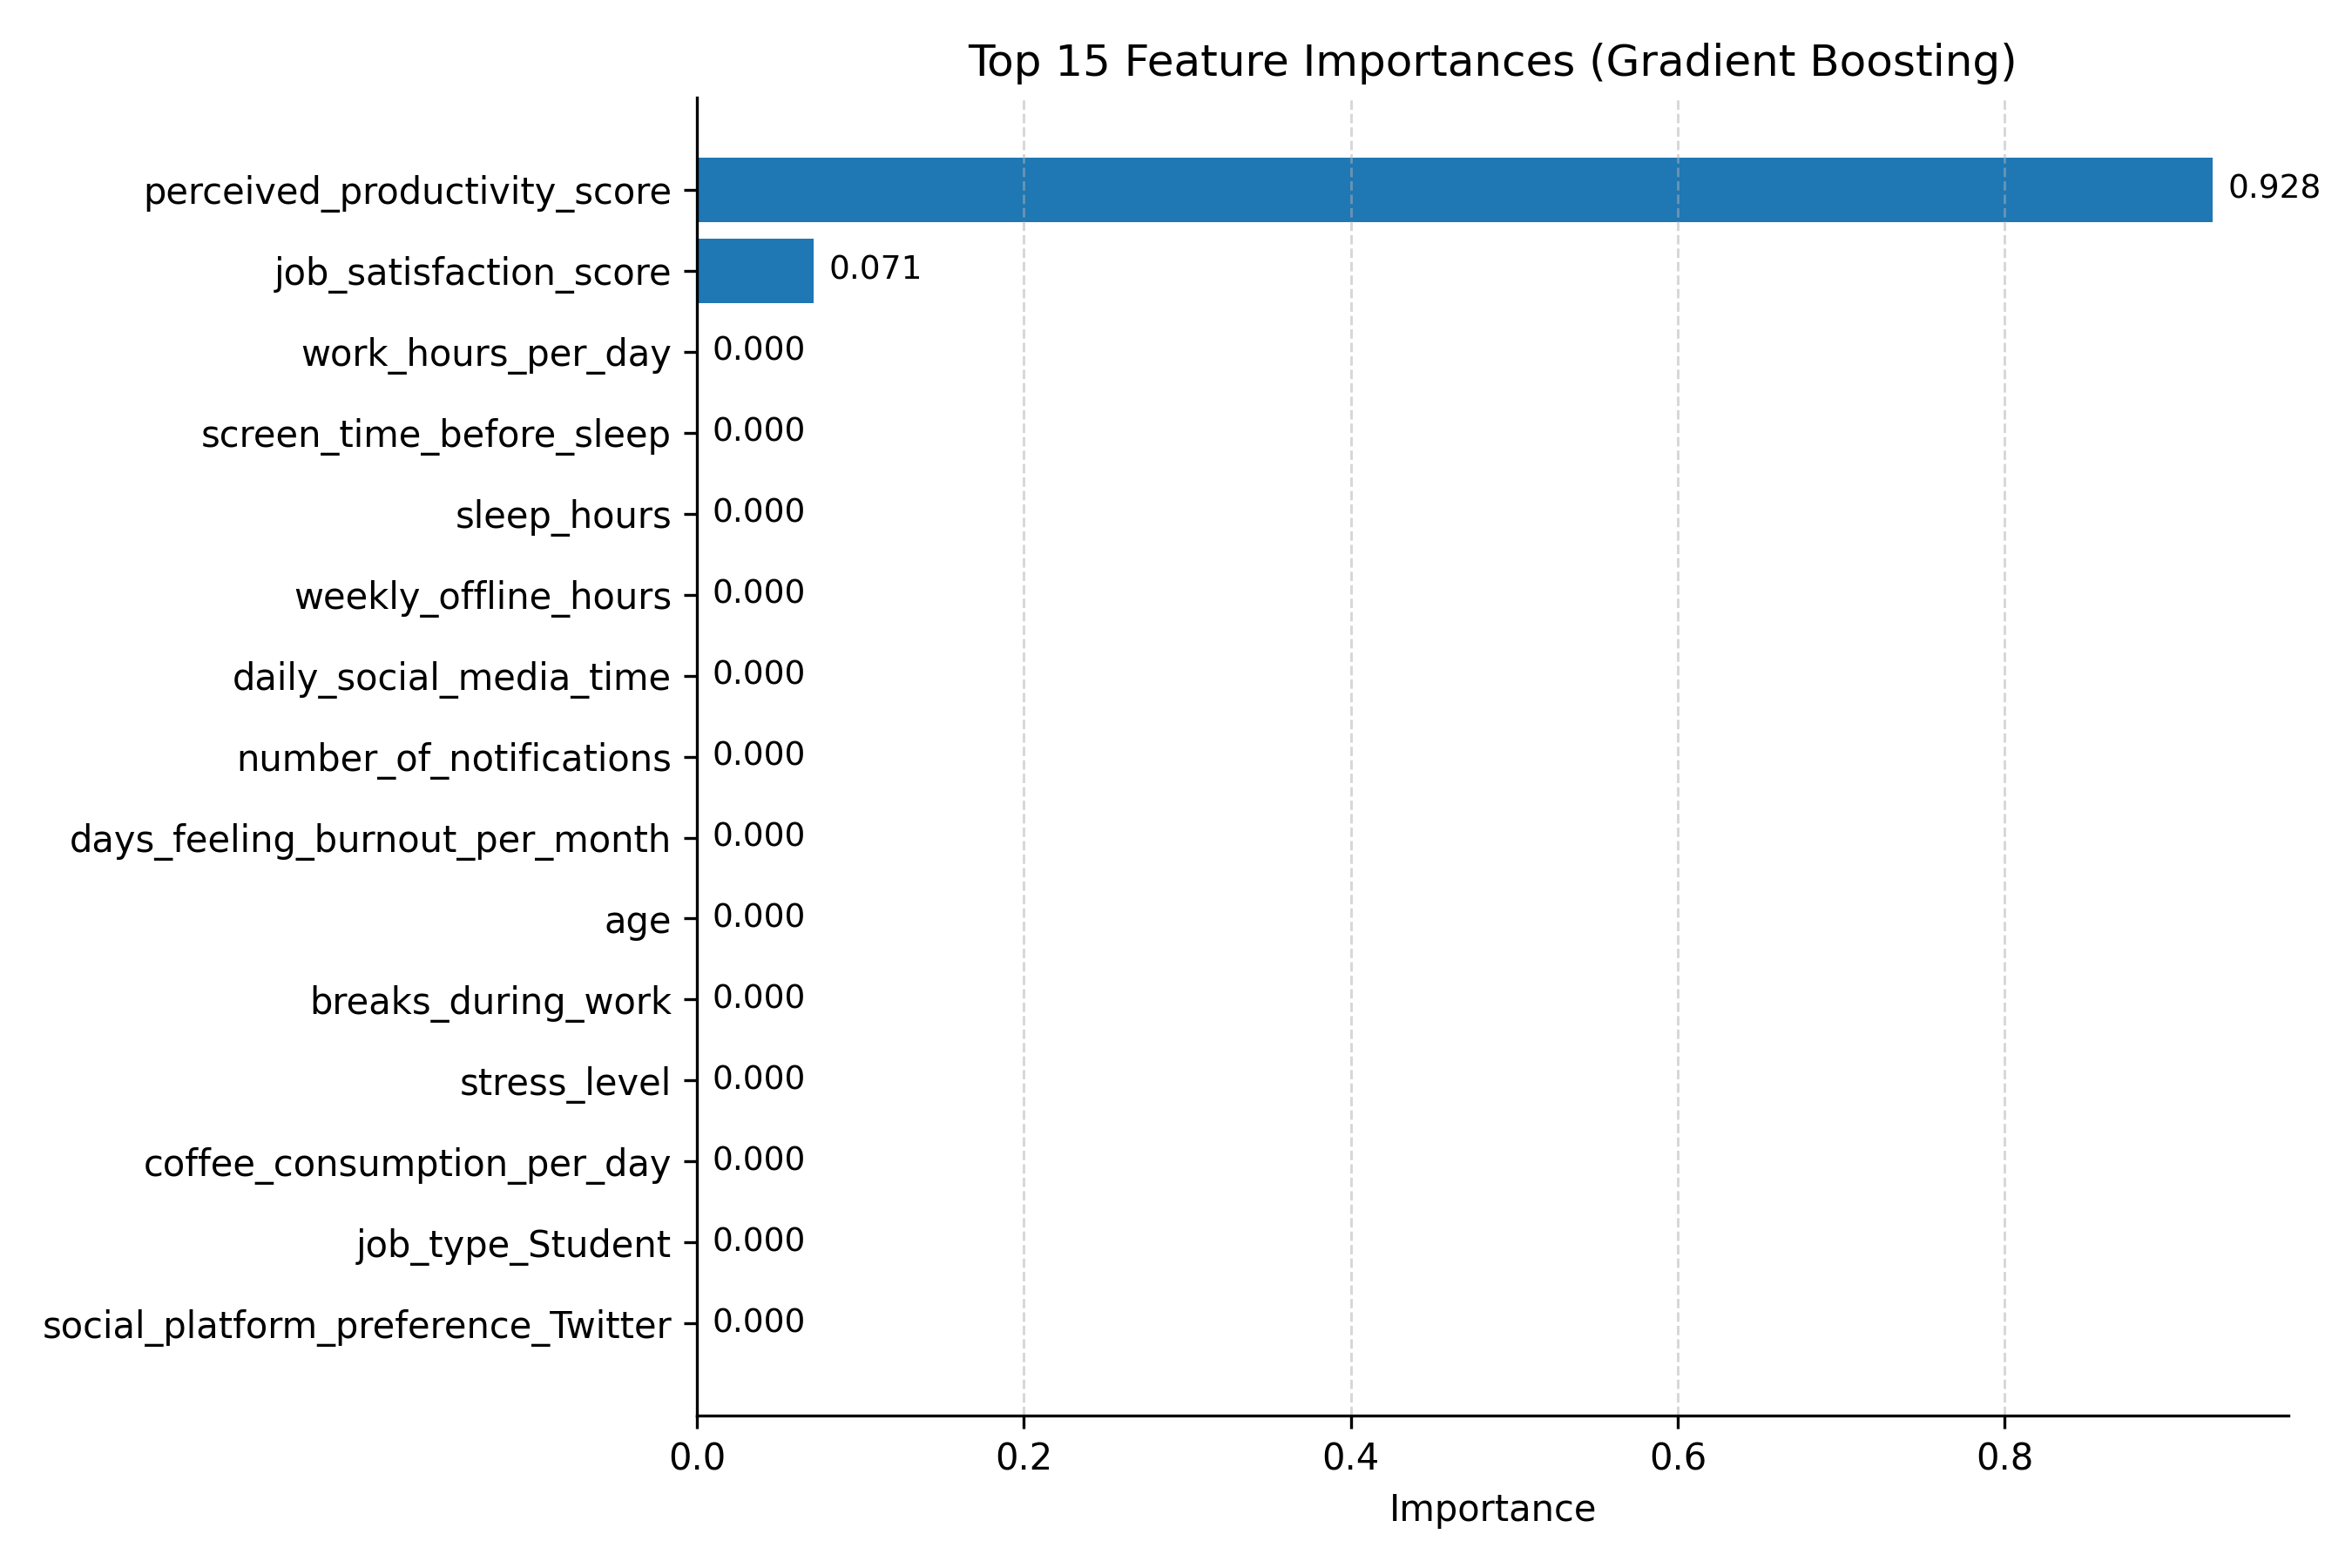 Top 15 Feature Importances (Gradient Boosting)
perceived_productivity_score 0.928
job_satisfaction_score 0.071
work_hours_per_day 0.000
screen_time_before_sleep 0.000
sleep_hours 0.000
weekly_offline_hours 0.000
daily_social_media_time 0.000
number_of_notifications 0.000
days_feeling_burnout_per_month 0.000
age 0.000
breaks_during_work 0.000
stress_level 0.000
coffee_consumption_per_day 0.000
job_type_Student 0.000
social_platform_preference_Twitter 0.000
0.0 0.2 0.4 0.6 0.8
Importance